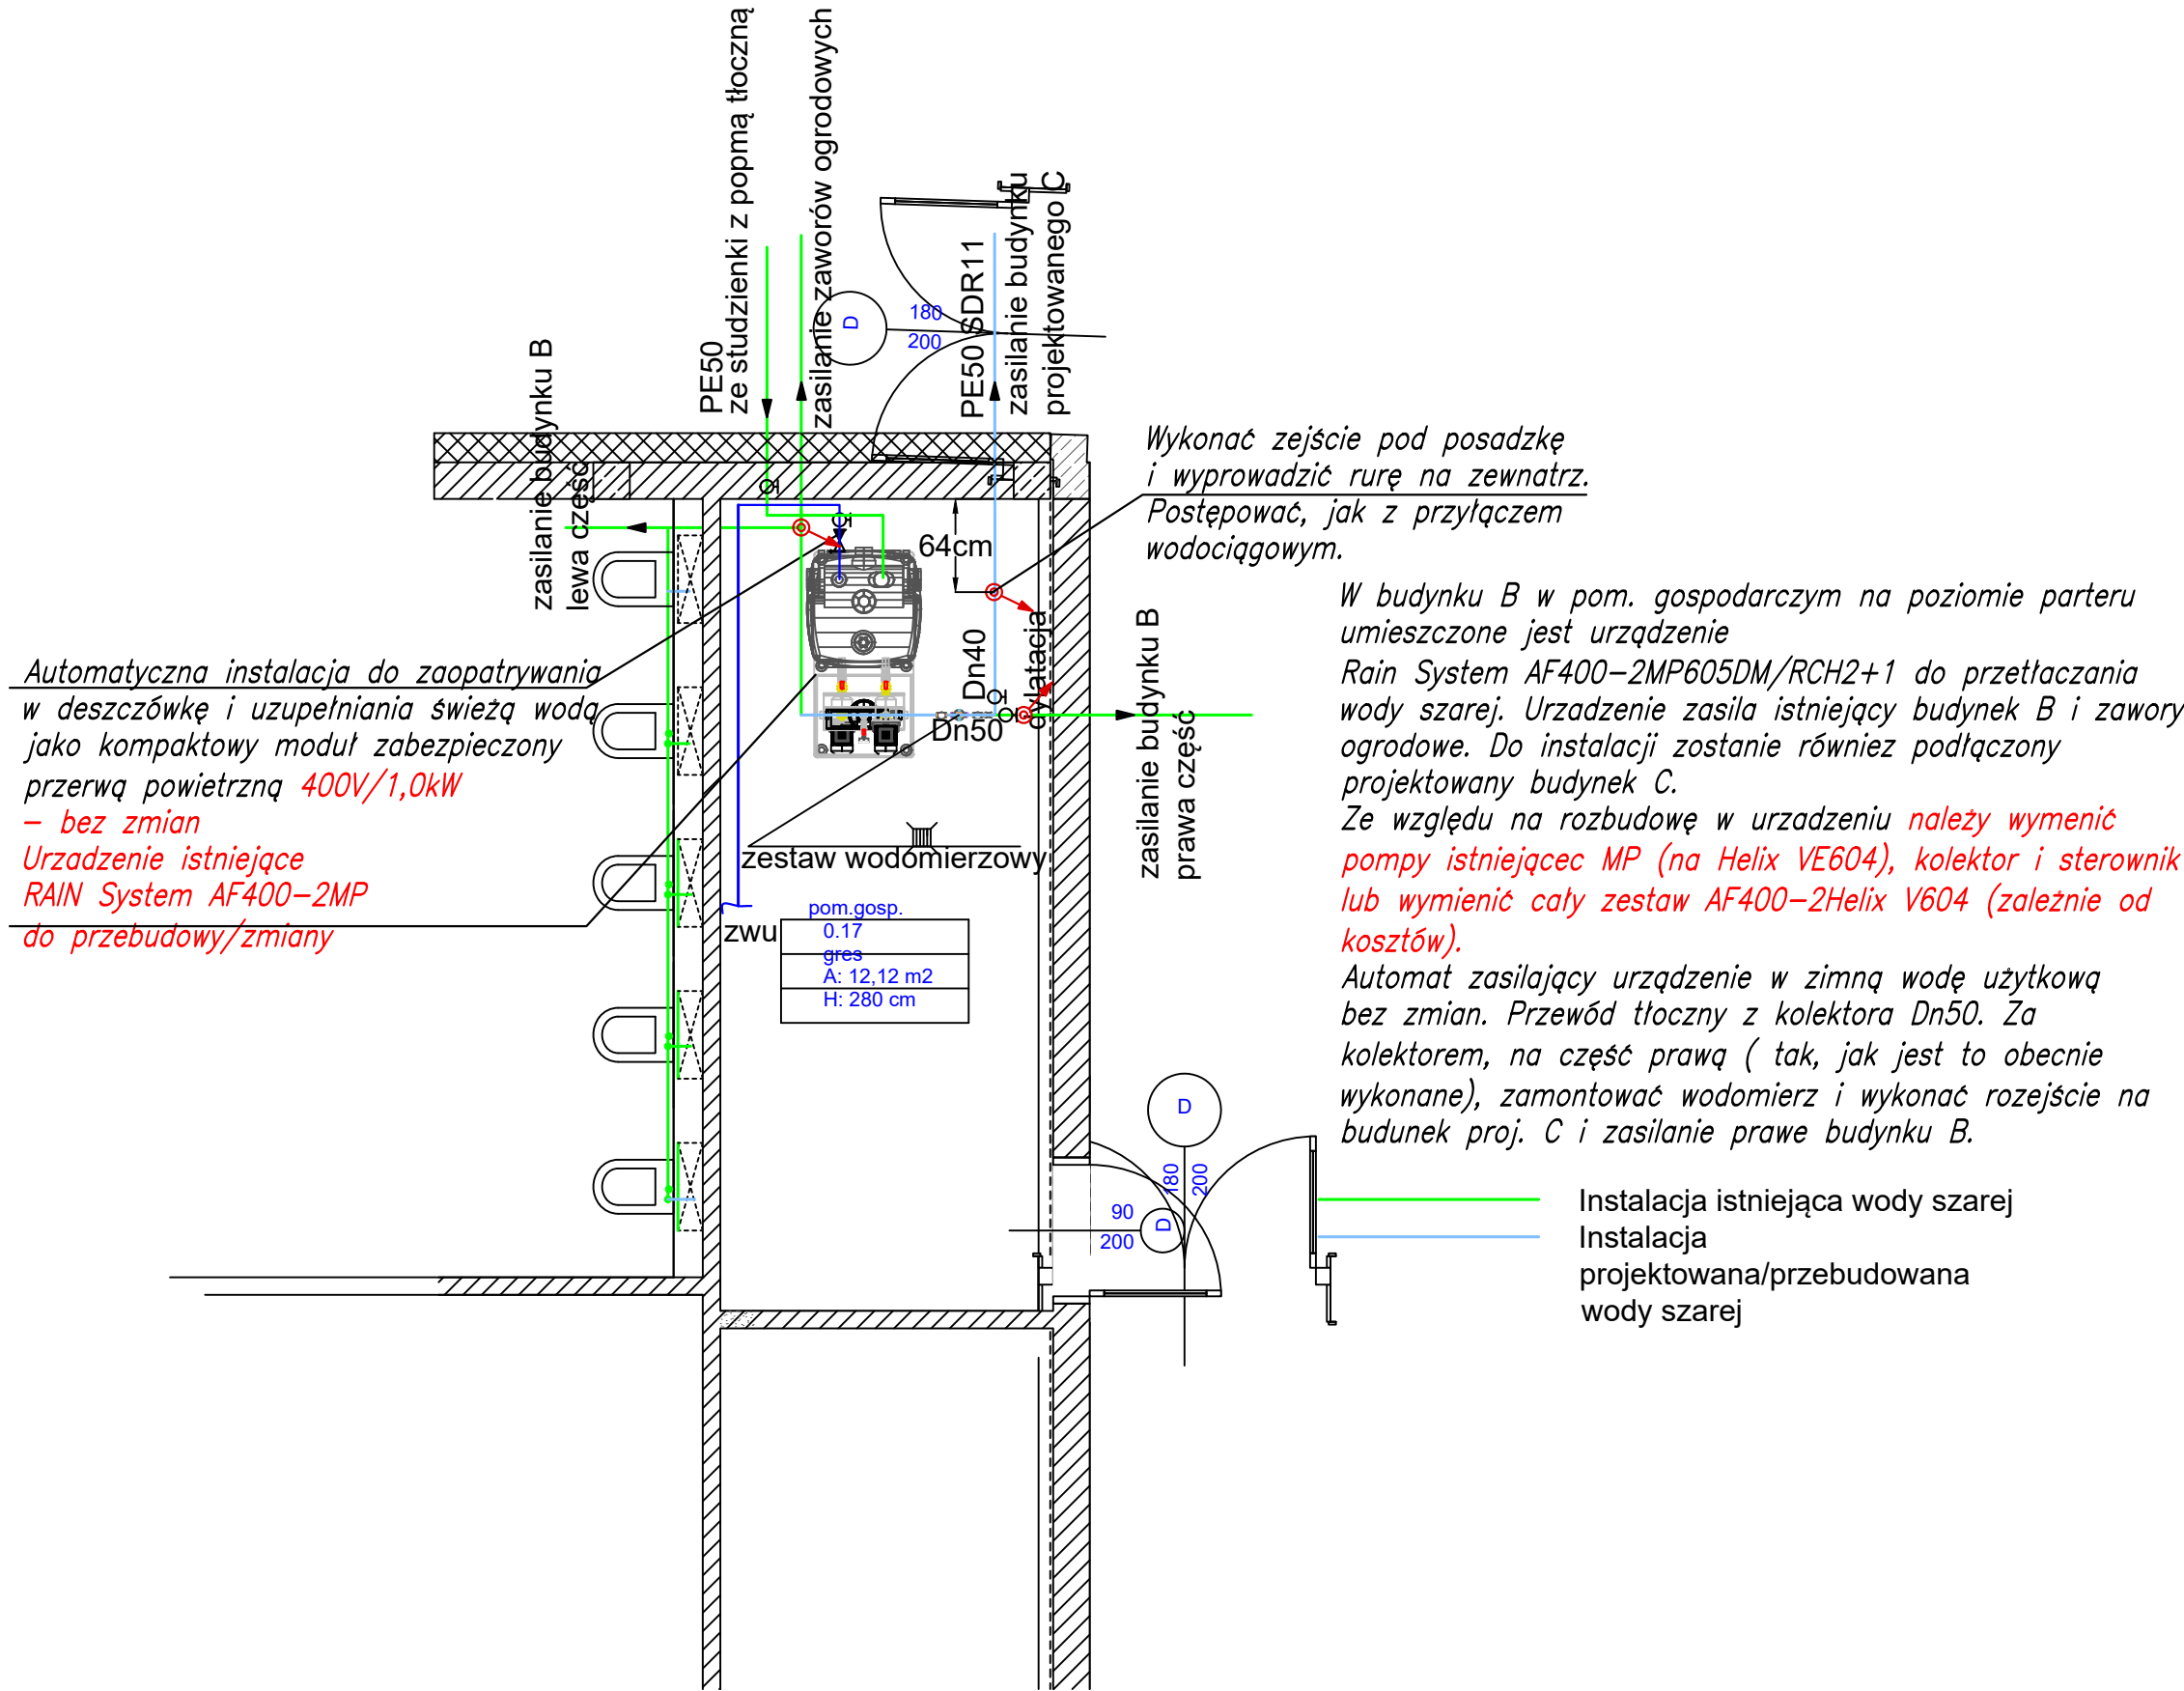 PE50
ze studzienki z popmą tłoczną
zasilanie zaworów ogrodowych
PE50 SDR11
zasilanie budynku
projektowanego C
D
180
200
zasilanie budynku B
lewa część
Wykonać zejście pod posadzkę
i wyprowadzić rurę na zewnatrz.
Postępować, jak z przyłączem
wodociągowym.
64cm
Dn40
dylatacja
Dn50
zasilanie budynku B
prawa część
Automatyczna instalacja do zaopatrywania
w deszczówkę i uzupełniania świeżą wodą
jako kompaktowy moduł zabezpieczony
przerwą powietrzną 400V/1,0kW
– bez zmian
Urzadzenie istniejące
RAIN System AF400–2MP
do przebudowy/zmiany
zestaw wodomierzowy
zwu
pom.gosp.
0.17
gres
A: 12,12 m2
H: 280 cm
W budynku B w pom. gospodarczym na poziomie parteru
umieszczone jest urządzenie
Rain System AF400–2MP605DM/RCH2+1 do przetłaczania
wody szarej. Urzadzenie zasila istniejący budynek B i zawory
ogrodowe. Do instalacji zostanie równiez podłączony
projektowany budynek C.
Ze względu na rozbudowę w urzadzeniu należy wymenić
pompy istniejącec MP (na Helix VE604), kolektor i sterownik
lub wymienić cały zestaw AF400–2Helix V604 (zależnie od
kosztów).
Automat zasilający urządzenie w zimną wodę użytkową
bez zmian. Przewód tłoczny z kolektora Dn50. Za
kolektorem, na część prawą ( tak, jak jest to obecnie
wykonane), zamontować wodomierz i wykonać rozejście na
budunek proj. C i zasilanie prawe budynku B.
D
180
200
90
200
D
Instalacja istniejąca wody szarej
Instalacja
projektowana/przebudowana
wody szarej